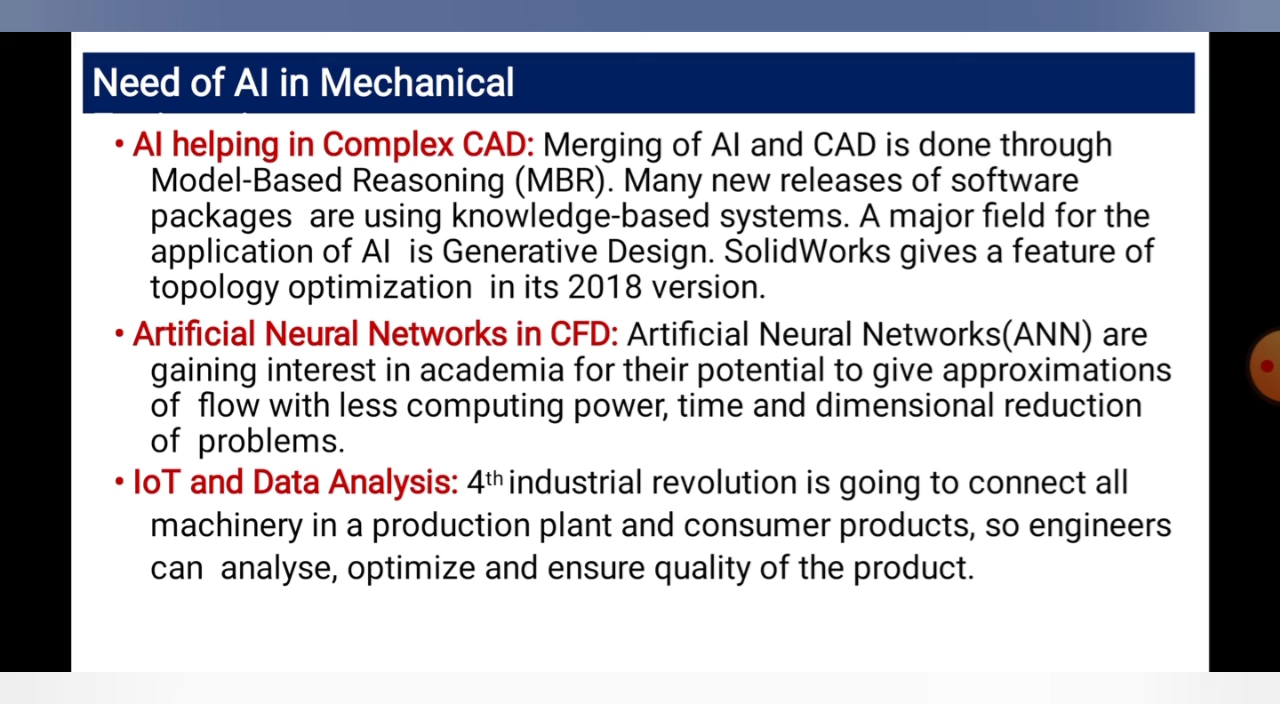 Need of AI in Mechanical
• AI helping in Complex CAD: Merging of AI and CAD is done through
Model-Based Reasoning (MBR). Many new releases of software
packages are using knowledge-based systems. A major field for the
application of AI is Generative Design. SolidWorks gives a feature of
topology optimization in its 2018 version.
• Artificial Neural Networks in CFD: Artificial Neural Networks(ANN) are
gaining interest in academia for their potential to give approximations
of flow with less computing power, time and dimensional reduction
of problems.
• IoT and Data Analysis: 4th industrial revolution is going to connect all
machinery in a production plant and consumer products, so engineers
can analyse, optimize and ensure quality of the product.